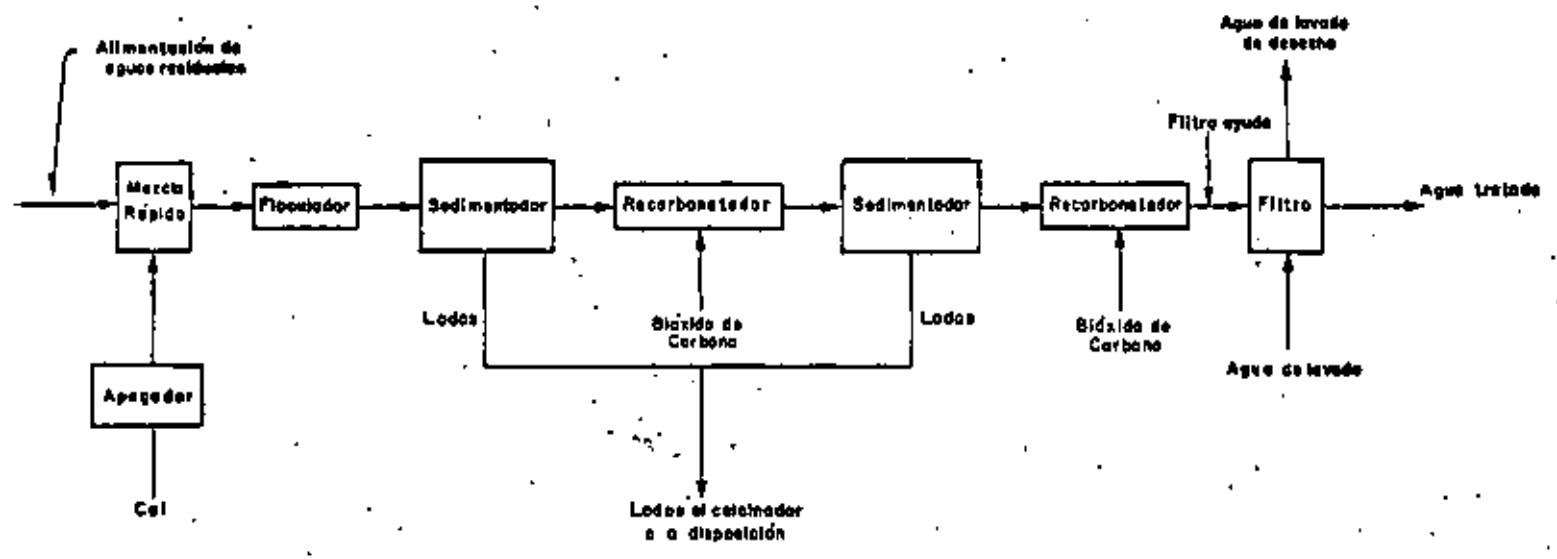 Alimentación de
aguas residuales
Agua de lavado
de desecho
Filtro ayuda
Mezcla
Rápida
Floculador
Sedimentador
Recarbonatador
Sedimentador
Recarbonatador
Filtro
Agua tratada
Lodos
Bióxido de
Carbono
Lodos
Bióxido de
Carbono
Agua de lavado
Apagador
Cal
Lodos al calcinador
o a disposición